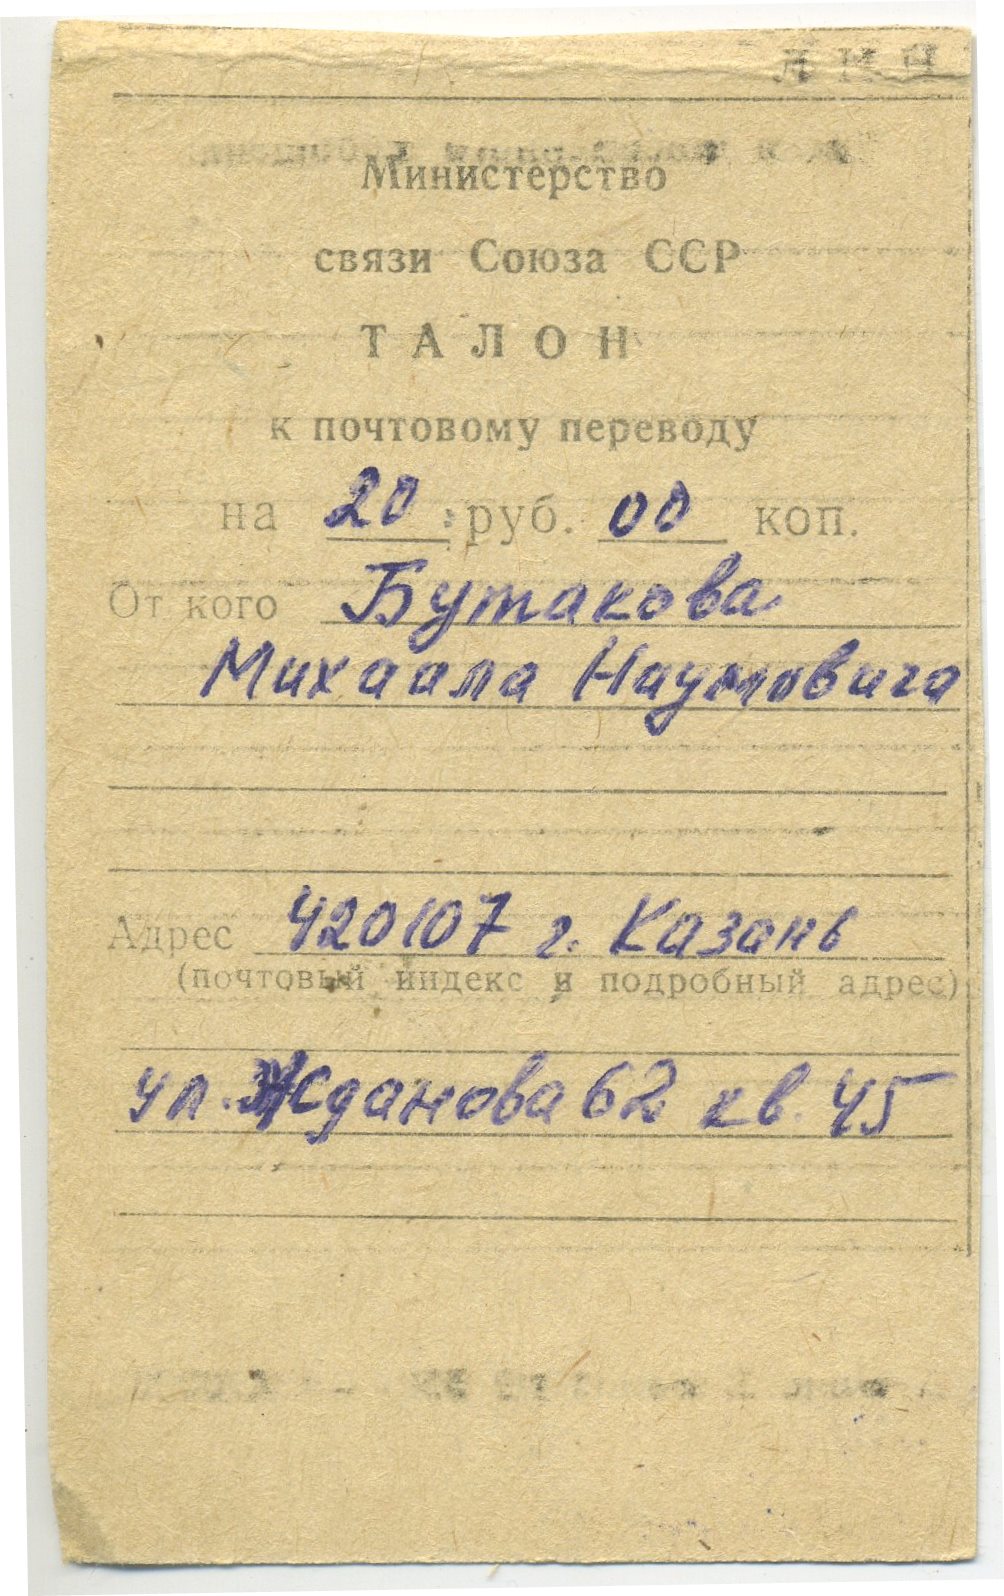 Министерство
связи Союза ССР
ТАЛОН
к почтовому переводу
на 20 руб. 00 коп.
От кого Бутакова
Михаала Наумовича
Адрес 420107 г. Казань
(почтовый индекс и подробный адрес)
ул. Жданова 62 кв. 45